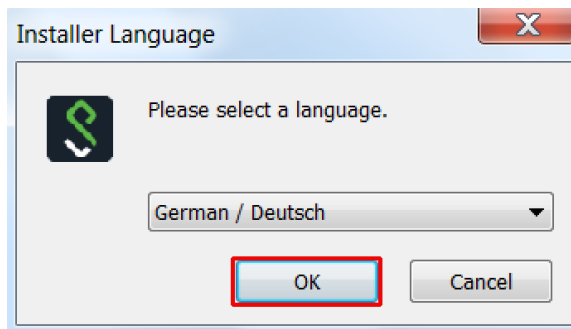 Installer Language
Please select a language.
German / Deutsch
OK
Cancel